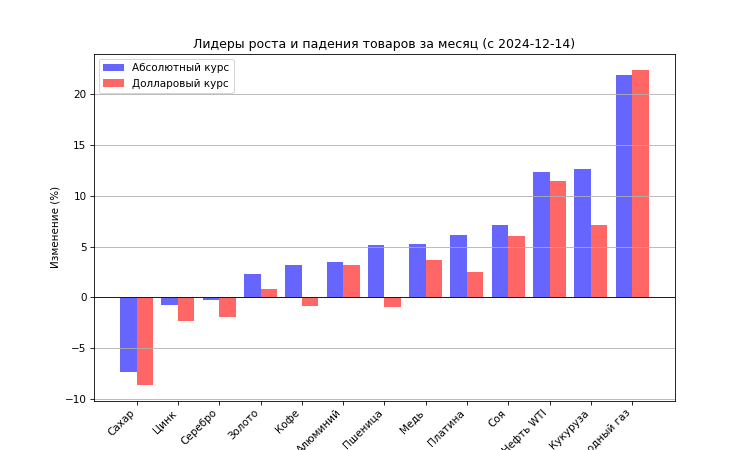 Лидеры роста и падения товаров за месяц (с 2024-12-14)
Абсолютный курс
Долларовый курс
Изменение (%)
20
15
10
5
0
−5
−10
Сахар
Цинк
Серебро
Золото
Кофе
Алюминий
Пшеница
Медь
Платина
Соя
Нефть WTI
Кукуруза
газ